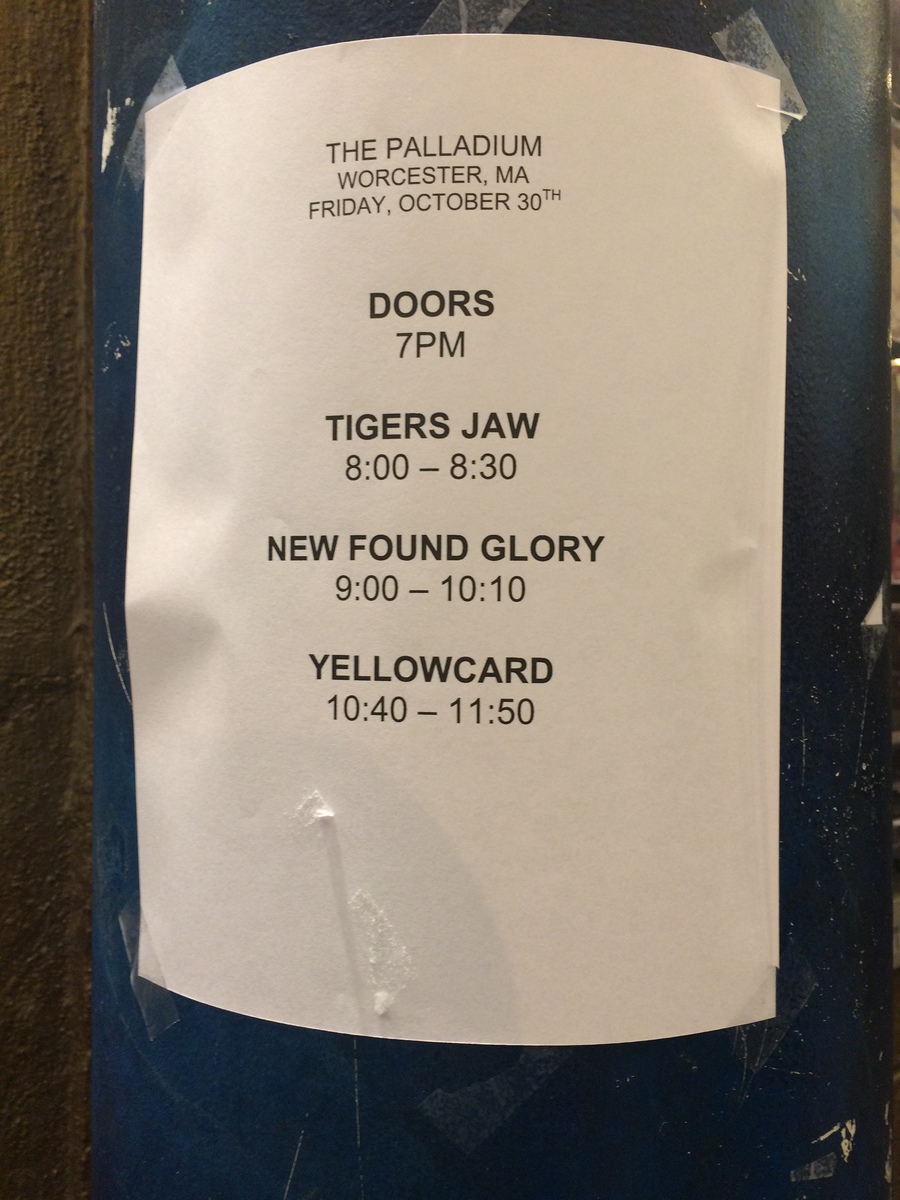 THE PALLADIUM
WORCESTER, MA
FRIDAY, OCTOBER 30TH
DOORS
7PM
TIGERS JAW
8:00 – 8:30
NEW FOUND GLORY
9:00 – 10:10
YELLOWCARD
10:40 – 11:50